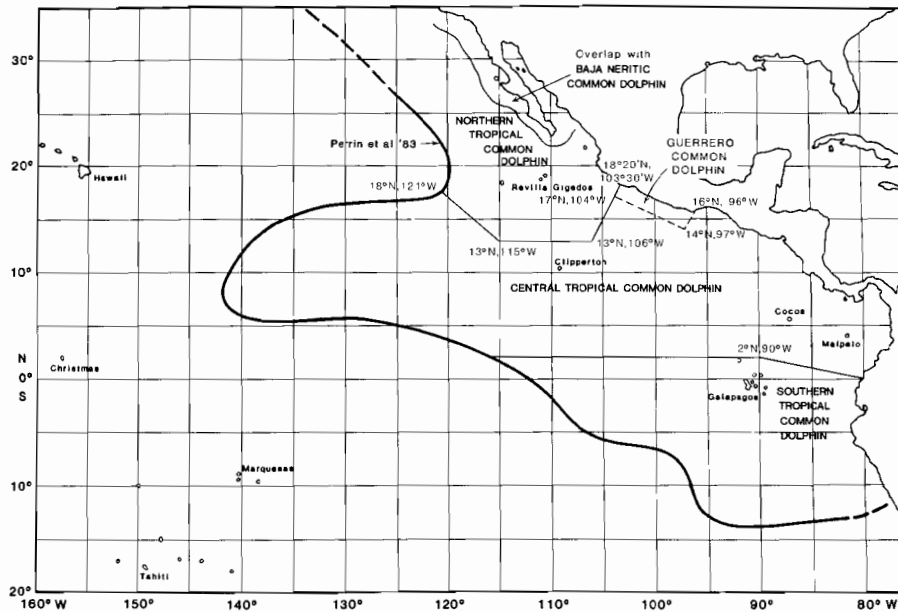 30°
Overlap with
BAJA NERITIC
COMMON DOLPHIN
NORTHERN
TROPICAL
COMMON
DOLPHIN
GUERRERO
COMMON
DOLPHIN
Perrin et al '83
20°
Hawaii
18°N,121°W
18°20'N,
103°30'W
Revilla Gigedos
17°N,104°W
16°N, 96°W
14°N,97°W
13°N,115°W
13°N,106°W
10°
Clipperton
CENTRAL TROPICAL COMMON DOLPHIN
Cocos
Malpelo
2°N,90°W
N
0°
S
Christmas
Galapagos
SOUTHERN
TROPICAL
COMMON
DOLPHIN
Marquesas
10°
Tahiti
20°
160° W
150°
140°
130°
120°
110°
100°
90°
80° W